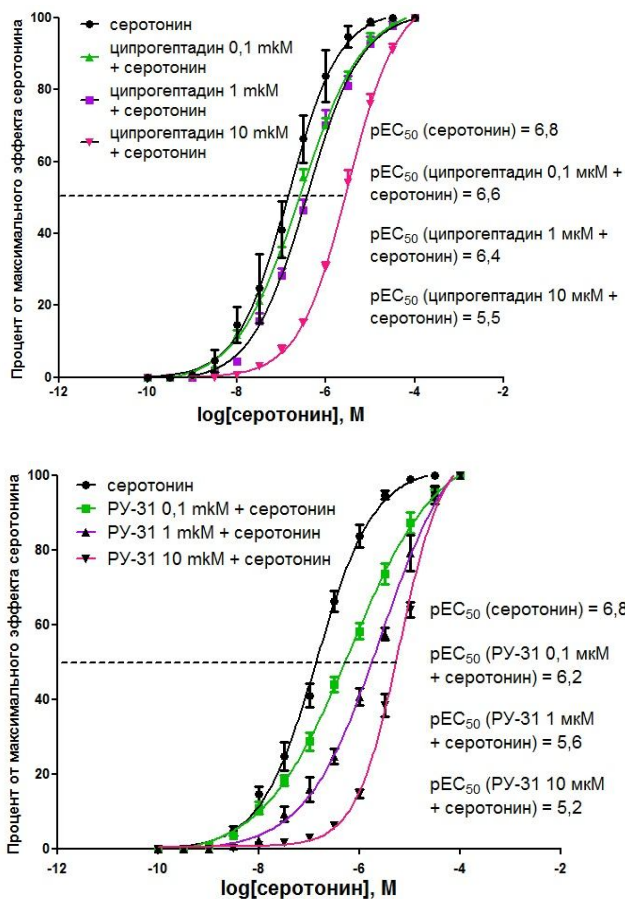 Процент от максимального эффекта серотонина
100
80
60
40
20
0
серотонин
ципрогептадин 0,1 mkM
+ серотонин
ципрогептадин 1 mkM
+ серотонин
ципрогептадин 10 mkM
+ серотонин
pEC50 (серотонин) = 6,8
pEC50 (ципрогептадин 0,1 мкМ +
серотонин) = 6,6
pEC50 (ципрогептадин 1 мкМ +
серотонин) = 6,4
pEC50 (ципрогептадин 10 мкМ +
серотонин) = 5,5
-12 -10 -8 -6 -4 -2
log[серотонин], M
Процент от максимального эффекта серотонина
100
80
60
40
20
0
серотонин
РУ-31 0,1 mkM + серотонин
РУ-31 1 mkM + серотонин
РУ-31 10 mkM + серотонин
pEC50 (серотонин) = 6,8
pEC50 (РУ-31 0,1 мкМ
+ серотонин) = 6,2
pEC50 (РУ-31 1 мкМ
+ серотонин) = 5,6
pEC50 (РУ-31 10 мкМ
+ серотонин) = 5,2
-12 -10 -8 -6 -4 -2
log[серотонин], M